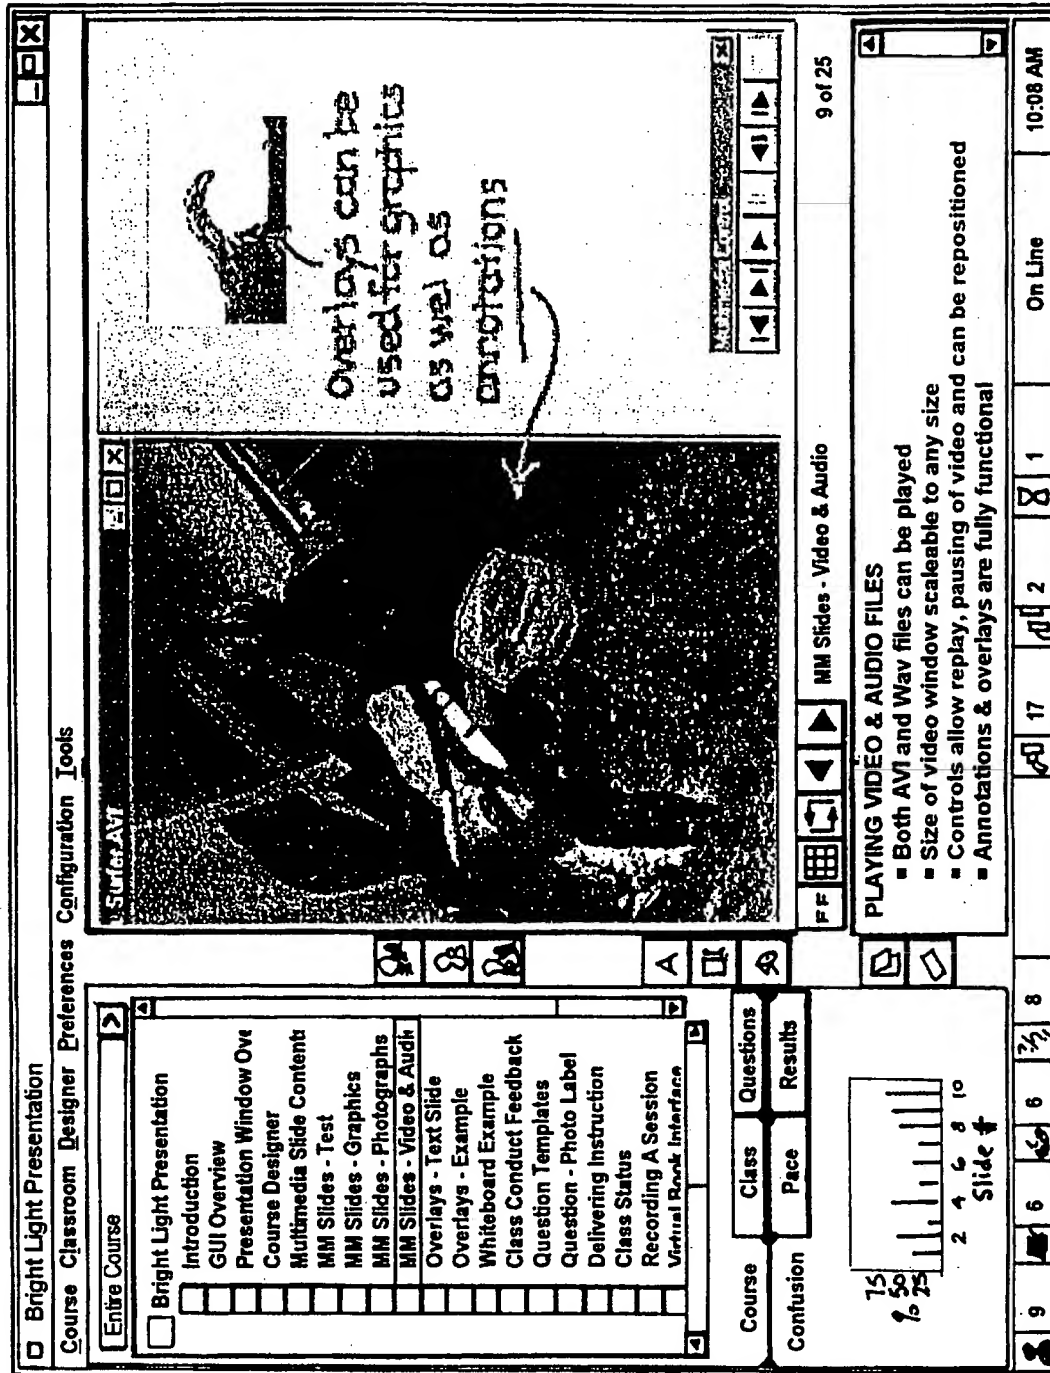 Bright Light Presentation
Course Classroom Designer Preferences Configuration Tools
Entire Course
Bright Light Presentation
Introduction
GUI Overview
Presentation Window Ove
Course Designer
Multimedia Slide Contents
MM Slides - Test
MM Slides - Graphics
MM Slides - Photographs
MM Slides - Video & Audio
Overlays - Text Slide
Overlays - Example
Whiteboard Example
Class Conduct Feedback
Question Templates
Question - Photo Label
Delivering Instruction
Class Status
Recording A Session
Virtual Book Interface
Course Class Questions
Confusion Pace Results
75
% 50
25
2 4 6 8 10
Slide #
A
1Surfer.AVI
Overlays can be
used for graphics
as wel as
annotations
FF
MM Slides - Video & Audio
9 of 25
PLAYING VIDEO & AUDIO FILES
■ Both AVI and Wav files can be played
■ Size of video window scaleable to any size
■ Controls allow replay, pausing of video and can be repositioned
■ Annotations & overlays are fully functional
9 6 6 8 17 2 1 On Line 10:08 AM